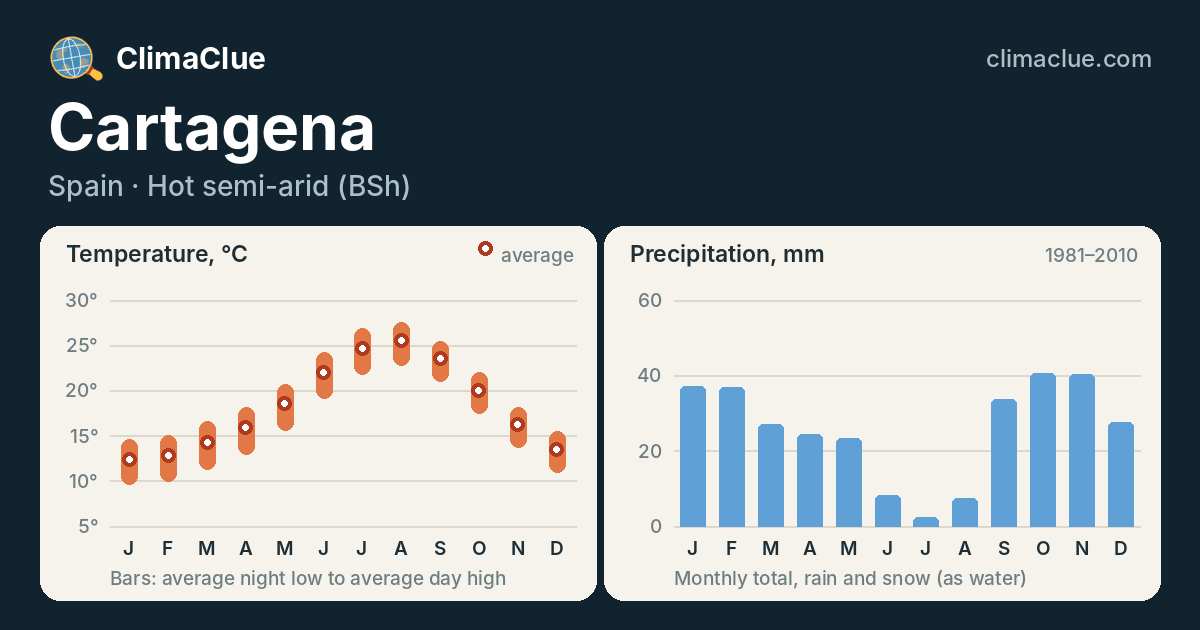 ClimaClue
climaclue.com
Cartagena
Spain · Hot semi-arid (BSh)
Temperature, °C
average
30°
25°
20°
15°
10°
5°
J F M A M J J A S O N D
Bars: average night low to average day high
Precipitation, mm
1981–2010
60
40
20
0
J F M A M J J A S O N D
Monthly total, rain and snow (as water)